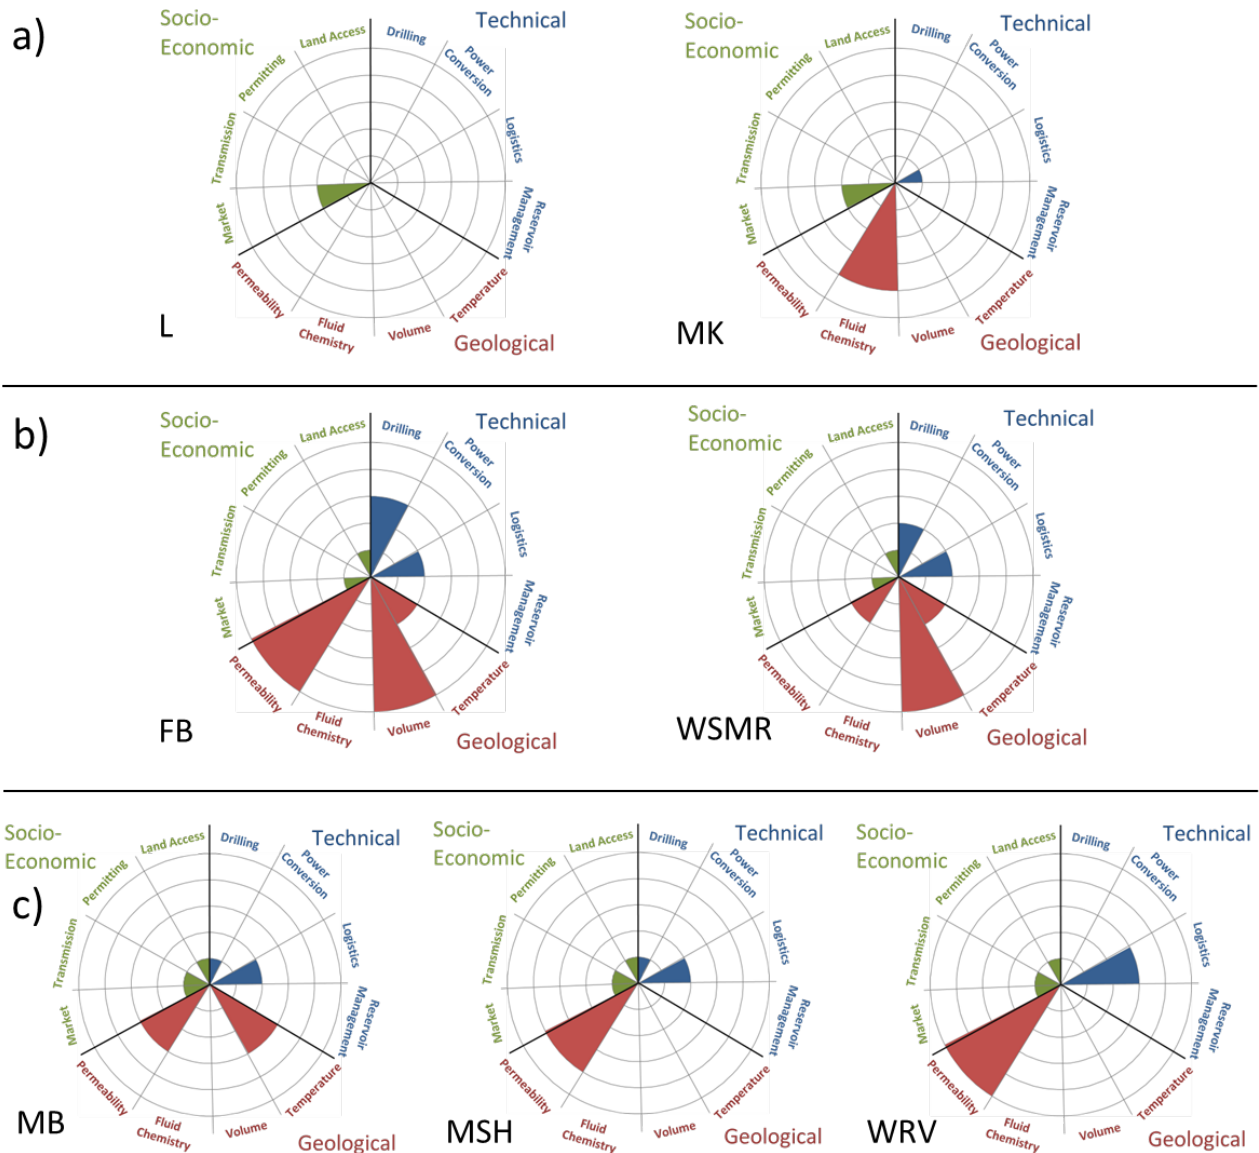 a)
Socio-
Economic
Land Access
Drilling
Technical
Permitting
Power
Conversion
Transmission
Logistics
Market
Reservoir
Management
Permeability
Temperature
Fluid
Chemistry
Volume
Geological
L
Socio-
Economic
Land Access
Drilling
Technical
Permitting
Power
Conversion
Transmission
Logistics
Market
Reservoir
Management
Permeability
Temperature
Fluid
Chemistry
Volume
Geological
MK
b)
Socio-
Economic
Land Access
Drilling
Technical
Permitting
Power
Conversion
Transmission
Logistics
Market
Reservoir
Management
Permeability
Temperature
Fluid
Chemistry
Volume
Geological
FB
Socio-
Economic
Land Access
Drilling
Technical
Permitting
Power
Conversion
Transmission
Logistics
Market
Reservoir
Management
Permeability
Temperature
Fluid
Chemistry
Volume
Geological
WSMR
c)
Socio-
Economic
Land Access
Drilling
Technical
Permitting
Power
Conversion
Transmission
Logistics
Market
Reservoir
Management
Permeability
Temperature
Fluid
Chemistry
Volume
Geological
MB
Socio-
Economic
Land Access
Drilling
Technical
Permitting
Power
Conversion
Transmission
Logistics
Market
Reservoir
Management
Permeability
Temperature
Fluid
Chemistry
Volume
Geological
MSH
Socio-
Economic
Land Access
Drilling
Technical
Permitting
Power
Conversion
Transmission
Logistics
Market
Reservoir
Management
Permeability
Temperature
Fluid
Chemistry
Volume
Geological
WRV